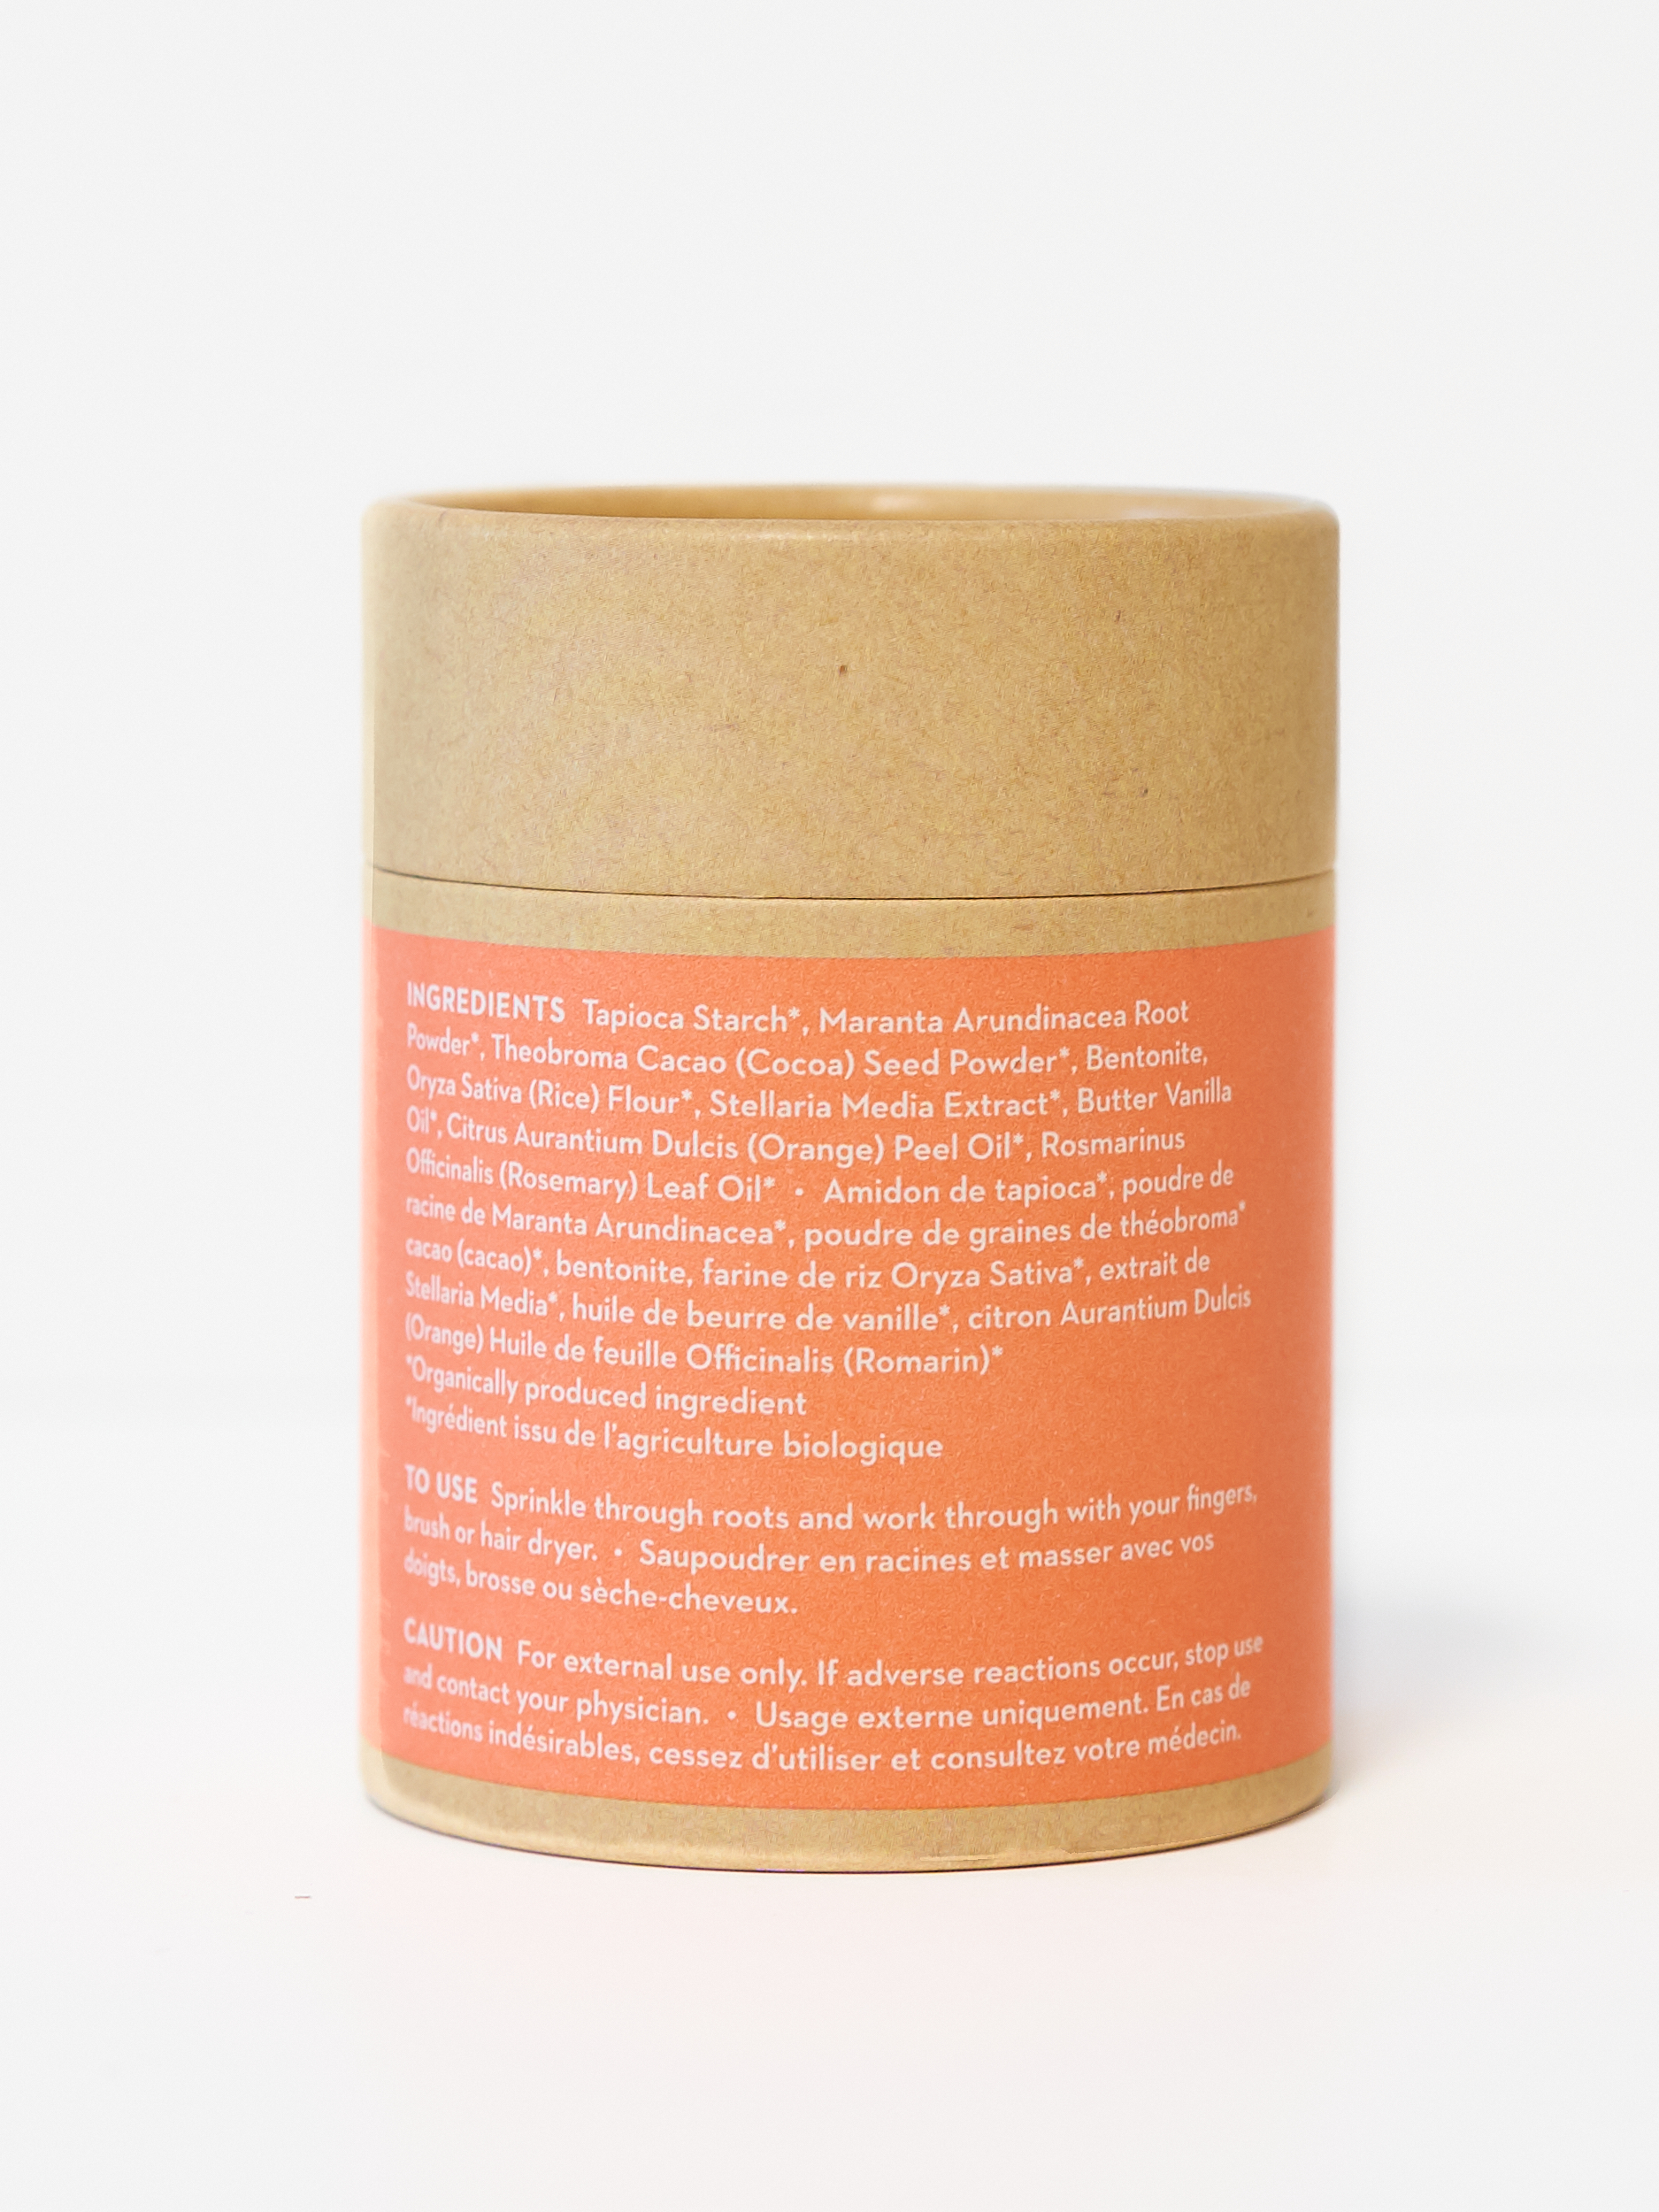 INGREDIENTS Tapioca Starch*, Maranta Arundinacea Root
Powder*, Theobroma Cacao (Cocoa) Seed Powder*, Bentonite,
Oryza Sativa (Rice) Flour*, Stellaria Media Extract*, Butter Vanilla
Oil*, Citrus Aurantium Dulcis (Orange) Peel Oil*, Rosmarinus
Officinalis (Rosemary) Leaf Oil* • Amidon de tapioca*, poudre de
racine de Maranta Arundinacea*, poudre de graines de théobroma*
cacao (cacao)*, bentonite, farine de riz Oryza Sativa*, extrait de
Stellaria Media*, huile de beurre de vanille*, citron Aurantium Dulcis
(Orange) Huile de feuille Officinalis (Romarin)*
*Organically produced ingredient
*Ingrédient issu de l'agriculture biologique
TO USE Sprinkle through roots and work through with your fingers,
brush or hair dryer. • Saupoudrer en racines et masser avec vos
doigts, brosse ou sèche-cheveux.
CAUTION For external use only. If adverse reactions occur, stop use
and contact your physician. • Usage externe uniquement. En cas de
réactions indésirables, cessez d'utiliser et consultez votre médecin.